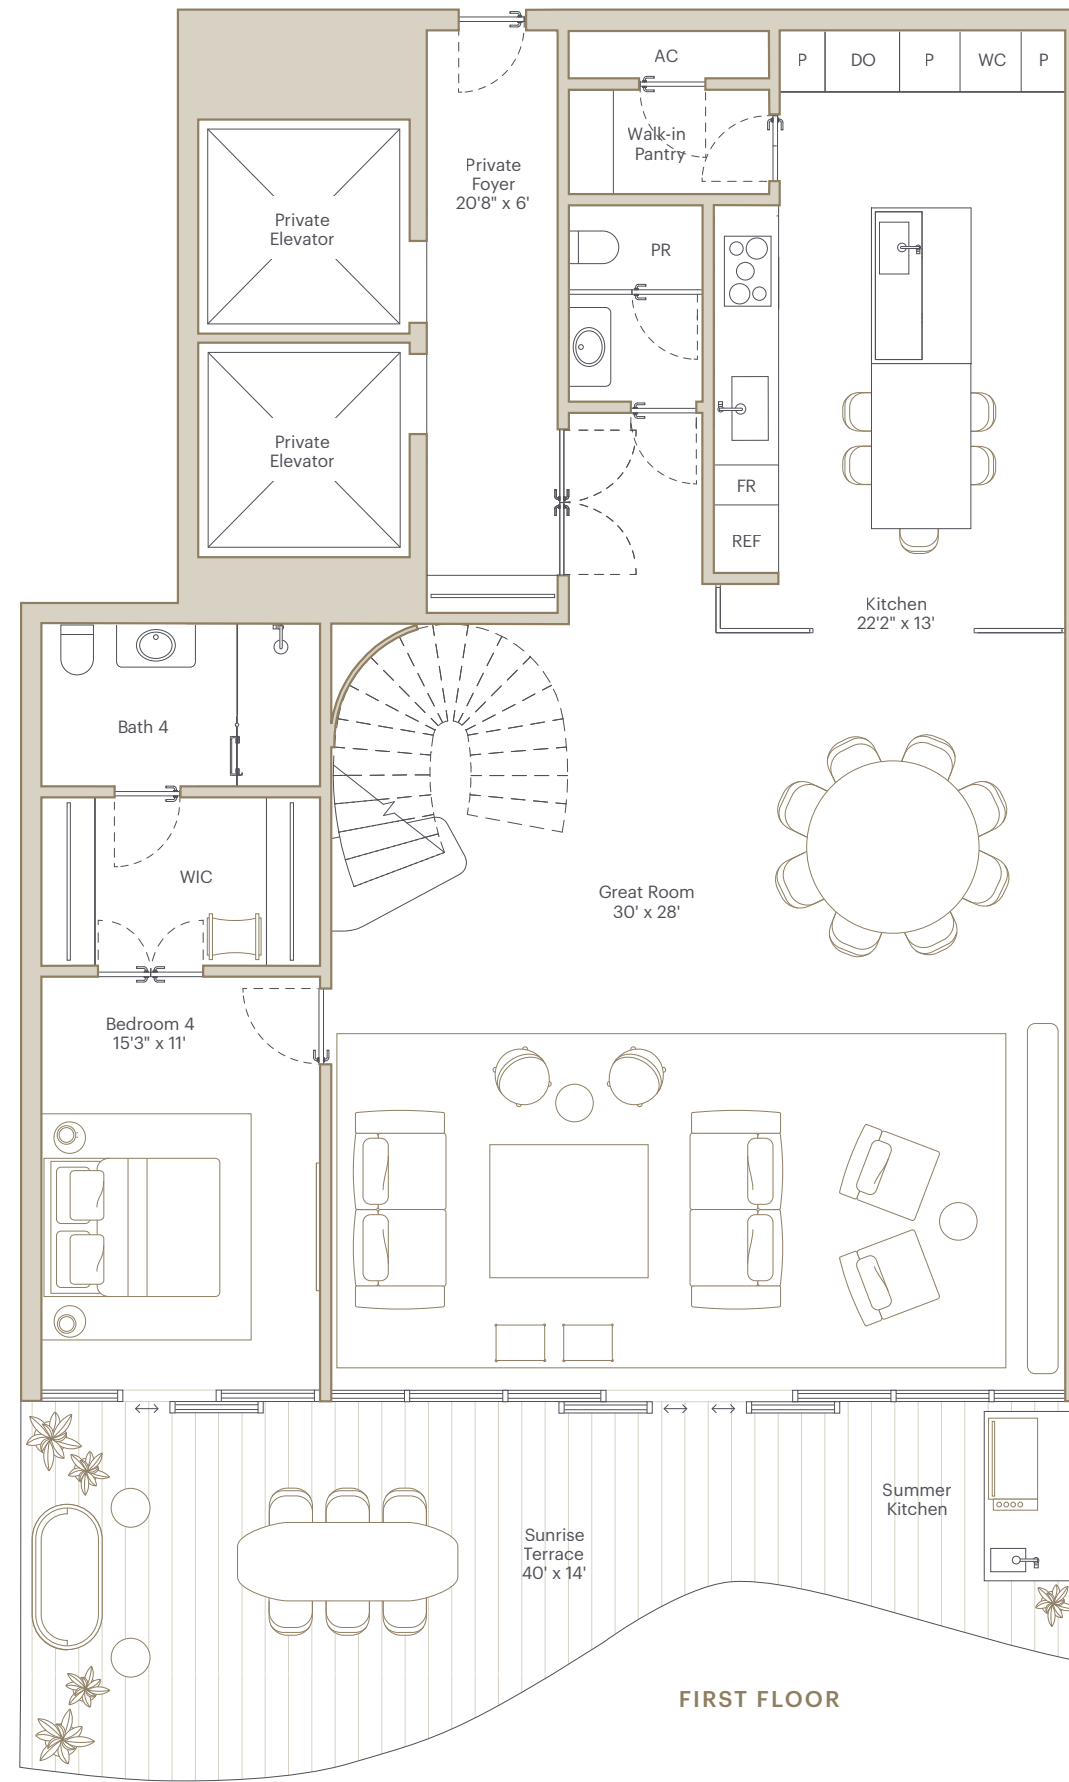 AC
P
DO
P
WC
P
Walk-in
Pantry
Private
Foyer
20'8" x 6'
Private
Elevator
PR
Private
Elevator
FR
REF
Kitchen
22'2" x 13'
Bath 4
WIC
Great Room
30' x 28'
Bedroom 4
15'3" x 11'
Summer
Kitchen
Sunrise
Terrace
40' x 14'
FIRST FLOOR